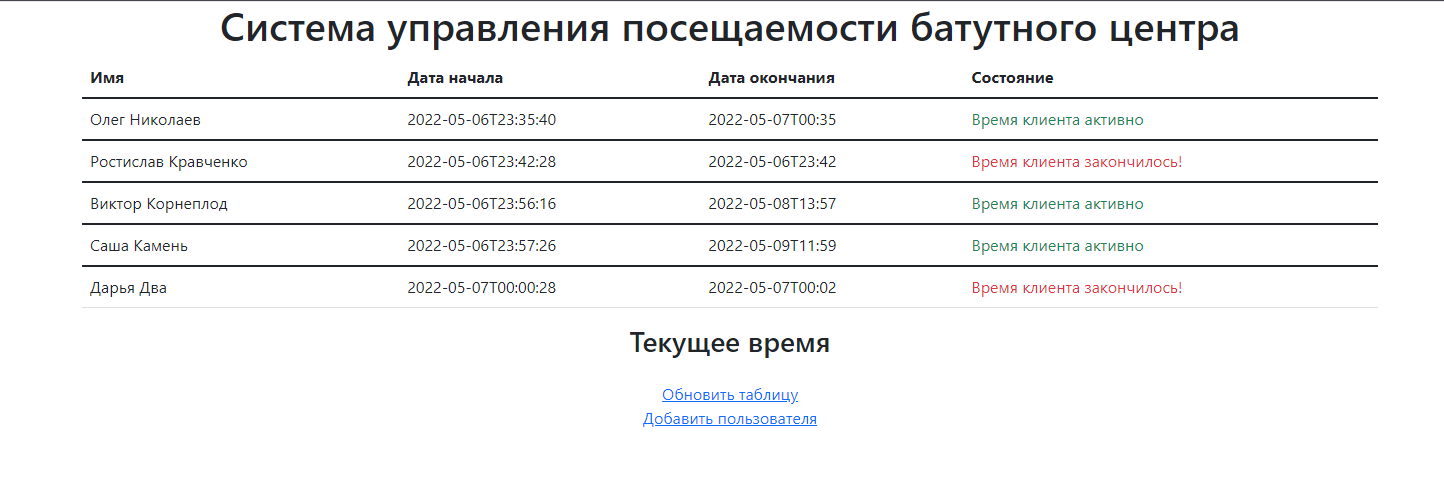 Система управления посещаемости батутного центра
Имя Дата начала Дата окончания Состояние
Олег Николаев 2022-05-06T23:35:40 2022-05-07T00:35 Время клиента активно
Ростислав Кравченко 2022-05-06T23:42:28 2022-05-06T23:42 Время клиента закончилось!
Виктор Корнеплод 2022-05-06T23:56:16 2022-05-08T13:57 Время клиента активно
Саша Камень 2022-05-06T23:57:26 2022-05-09T11:59 Время клиента активно
Дарья Два 2022-05-07T00:00:28 2022-05-07T00:02 Время клиента закончилось!
Текущее время
Обновить таблицу
Добавить пользователя